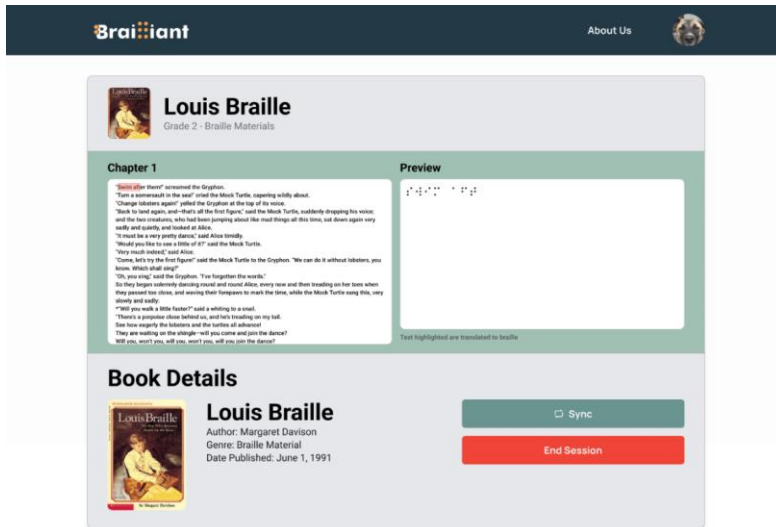 Brailliant
About Us
Louis Braille
Louis Braille
Grade 2 - Braille Materials
Chapter 1
Preview
"Swim after them!" screamed the Gryphon.
"Turn a somersault in the sea!" cried the Mock Turtle, capering wildly about.
"Change lobsters again!" yelled the Gryphon at the top of its voice.
"Back to land again, and—that's all the first figure," said the Mock Turtle, suddenly dropping his voice;
and the two creatures, who had been jumping about like mad things all this time, sat down again very
sadly and quietly, and looked at Alice.
"It must be a very pretty dance," said Alice timidly.
"Would you like to see a little of it?" said the Mock Turtle.
"Very much indeed," said Alice.
"Come, let's try the first figure!" said the Mock Turtle to the Gryphon. "We can do it without lobsters, you
know. Which shall sing?"
"Oh, you sing," said the Gryphon. "I've forgotten the words."
So they began solemnly dancing round and round Alice, every now and then treading on her toes when
they passed too close, and waving their forepaws to mark the time, while the Mock Turtle sang this, very
slowly and sadly:
"Will you walk a little faster?" said a whiting to a snail.
"There's a porpoise close behind us, and he's treading on my tail.
See how eagerly the lobsters and the turtles all advance!
They are waiting on the shingle—will you come and join the dance?
Will you, won't you, will you, won't you, will you join the dance?
Text highlighted are translated to braille
Book Details
Louis Braille
by Margaret Davidson
Louis Braille
Author: Margaret Davison
Genre: Braille Material
Date Published: June 1, 1991
Sync
End Session